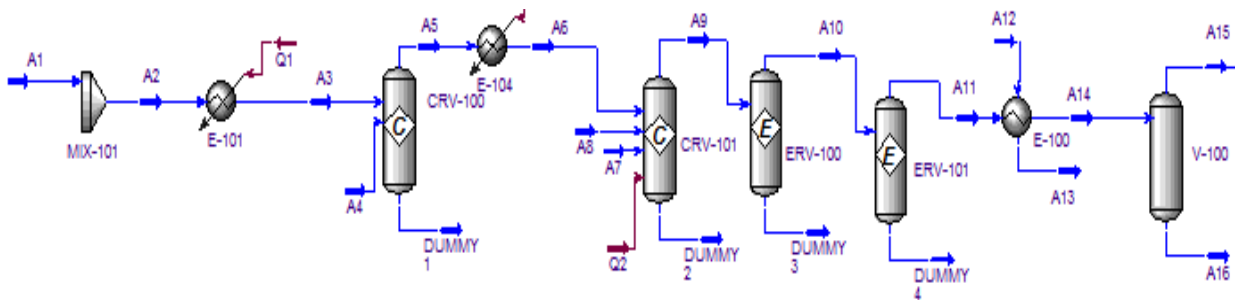 A1
MIX-101
A2
E-101
Q1
A3
A4
C
CRV-100
DUMMY
1
A5
E-104
A6
A8
A7
Q2
C
CRV-101
DUMMY
2
A9
E
ERV-100
DUMMY
3
A10
E
ERV-101
DUMMY
4
A11
A12
E-100
A13
A14
V-100
A15
A16